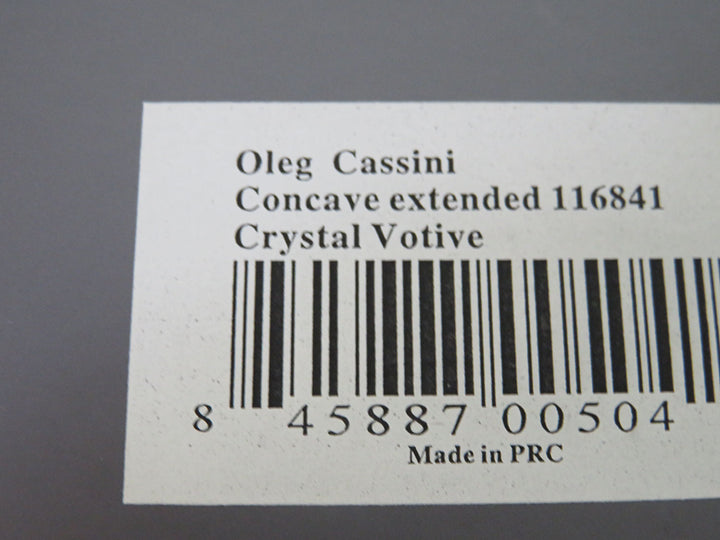 Oleg Cassini
Concave extended 116841
Crystal Votive
8 45887 00504
Made in PRC